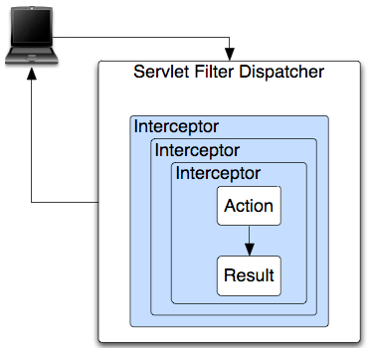 Servlet Filter Dispatcher
Interceptor
Interceptor
Interceptor
Action
Result